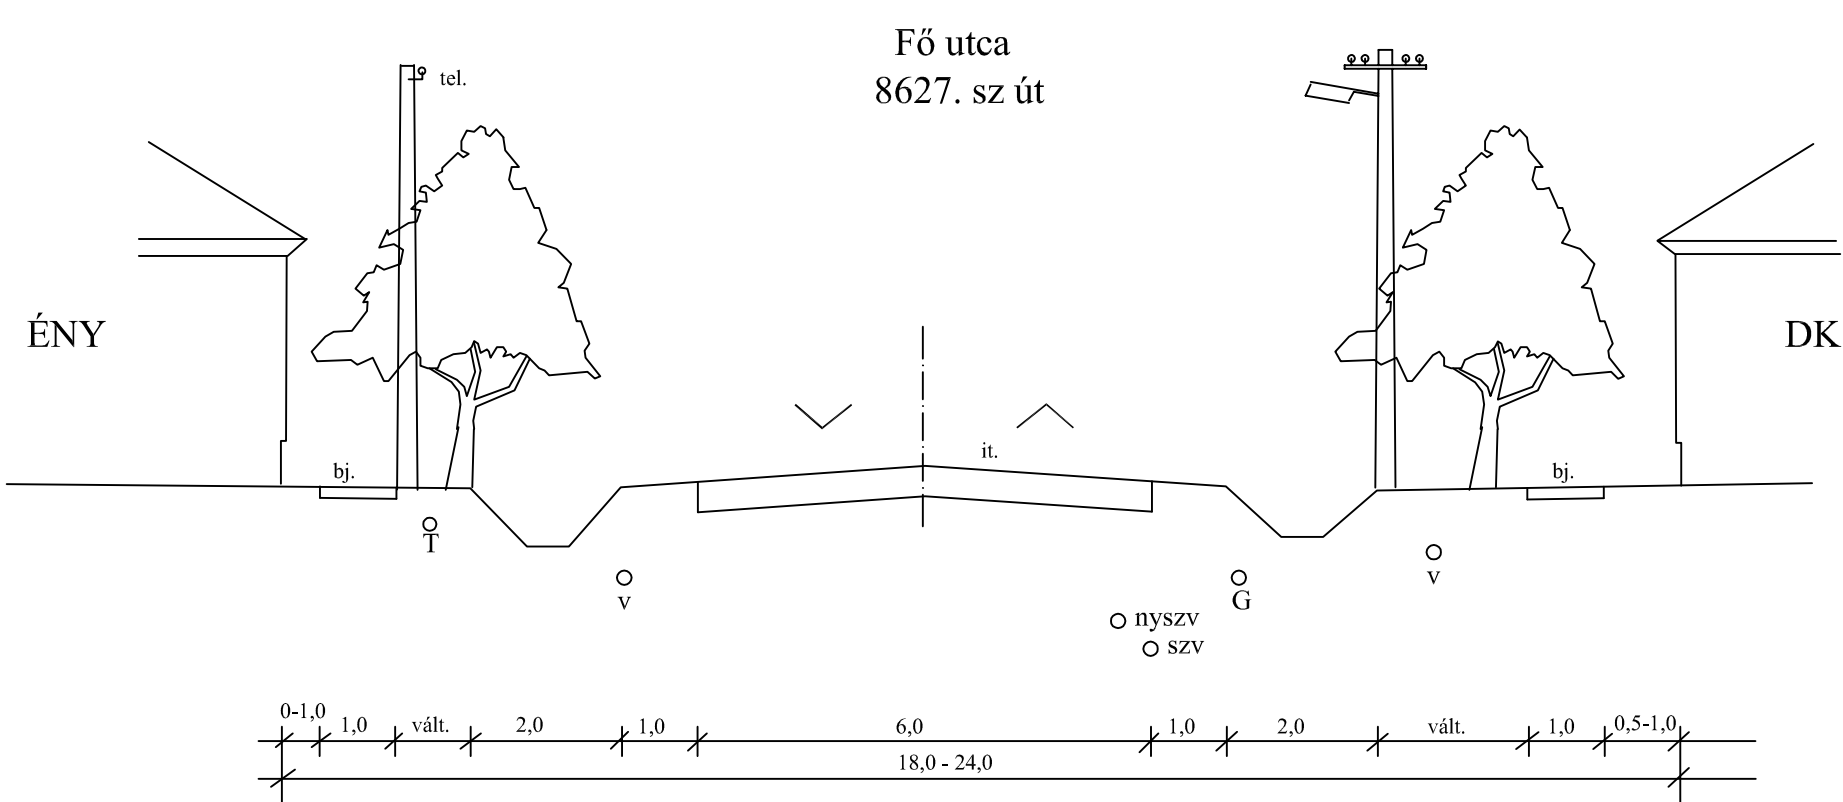 Fő utca
8627. sz út
tel.
ÉNY
DK
it.
bj.
bj.
T
v
v
G
nyszv
szv
0-1,0
1,0
vált.
2,0
1,0
6,0
1,0
2,0
vált.
1,0
0,5-1,0
18,0 - 24,0